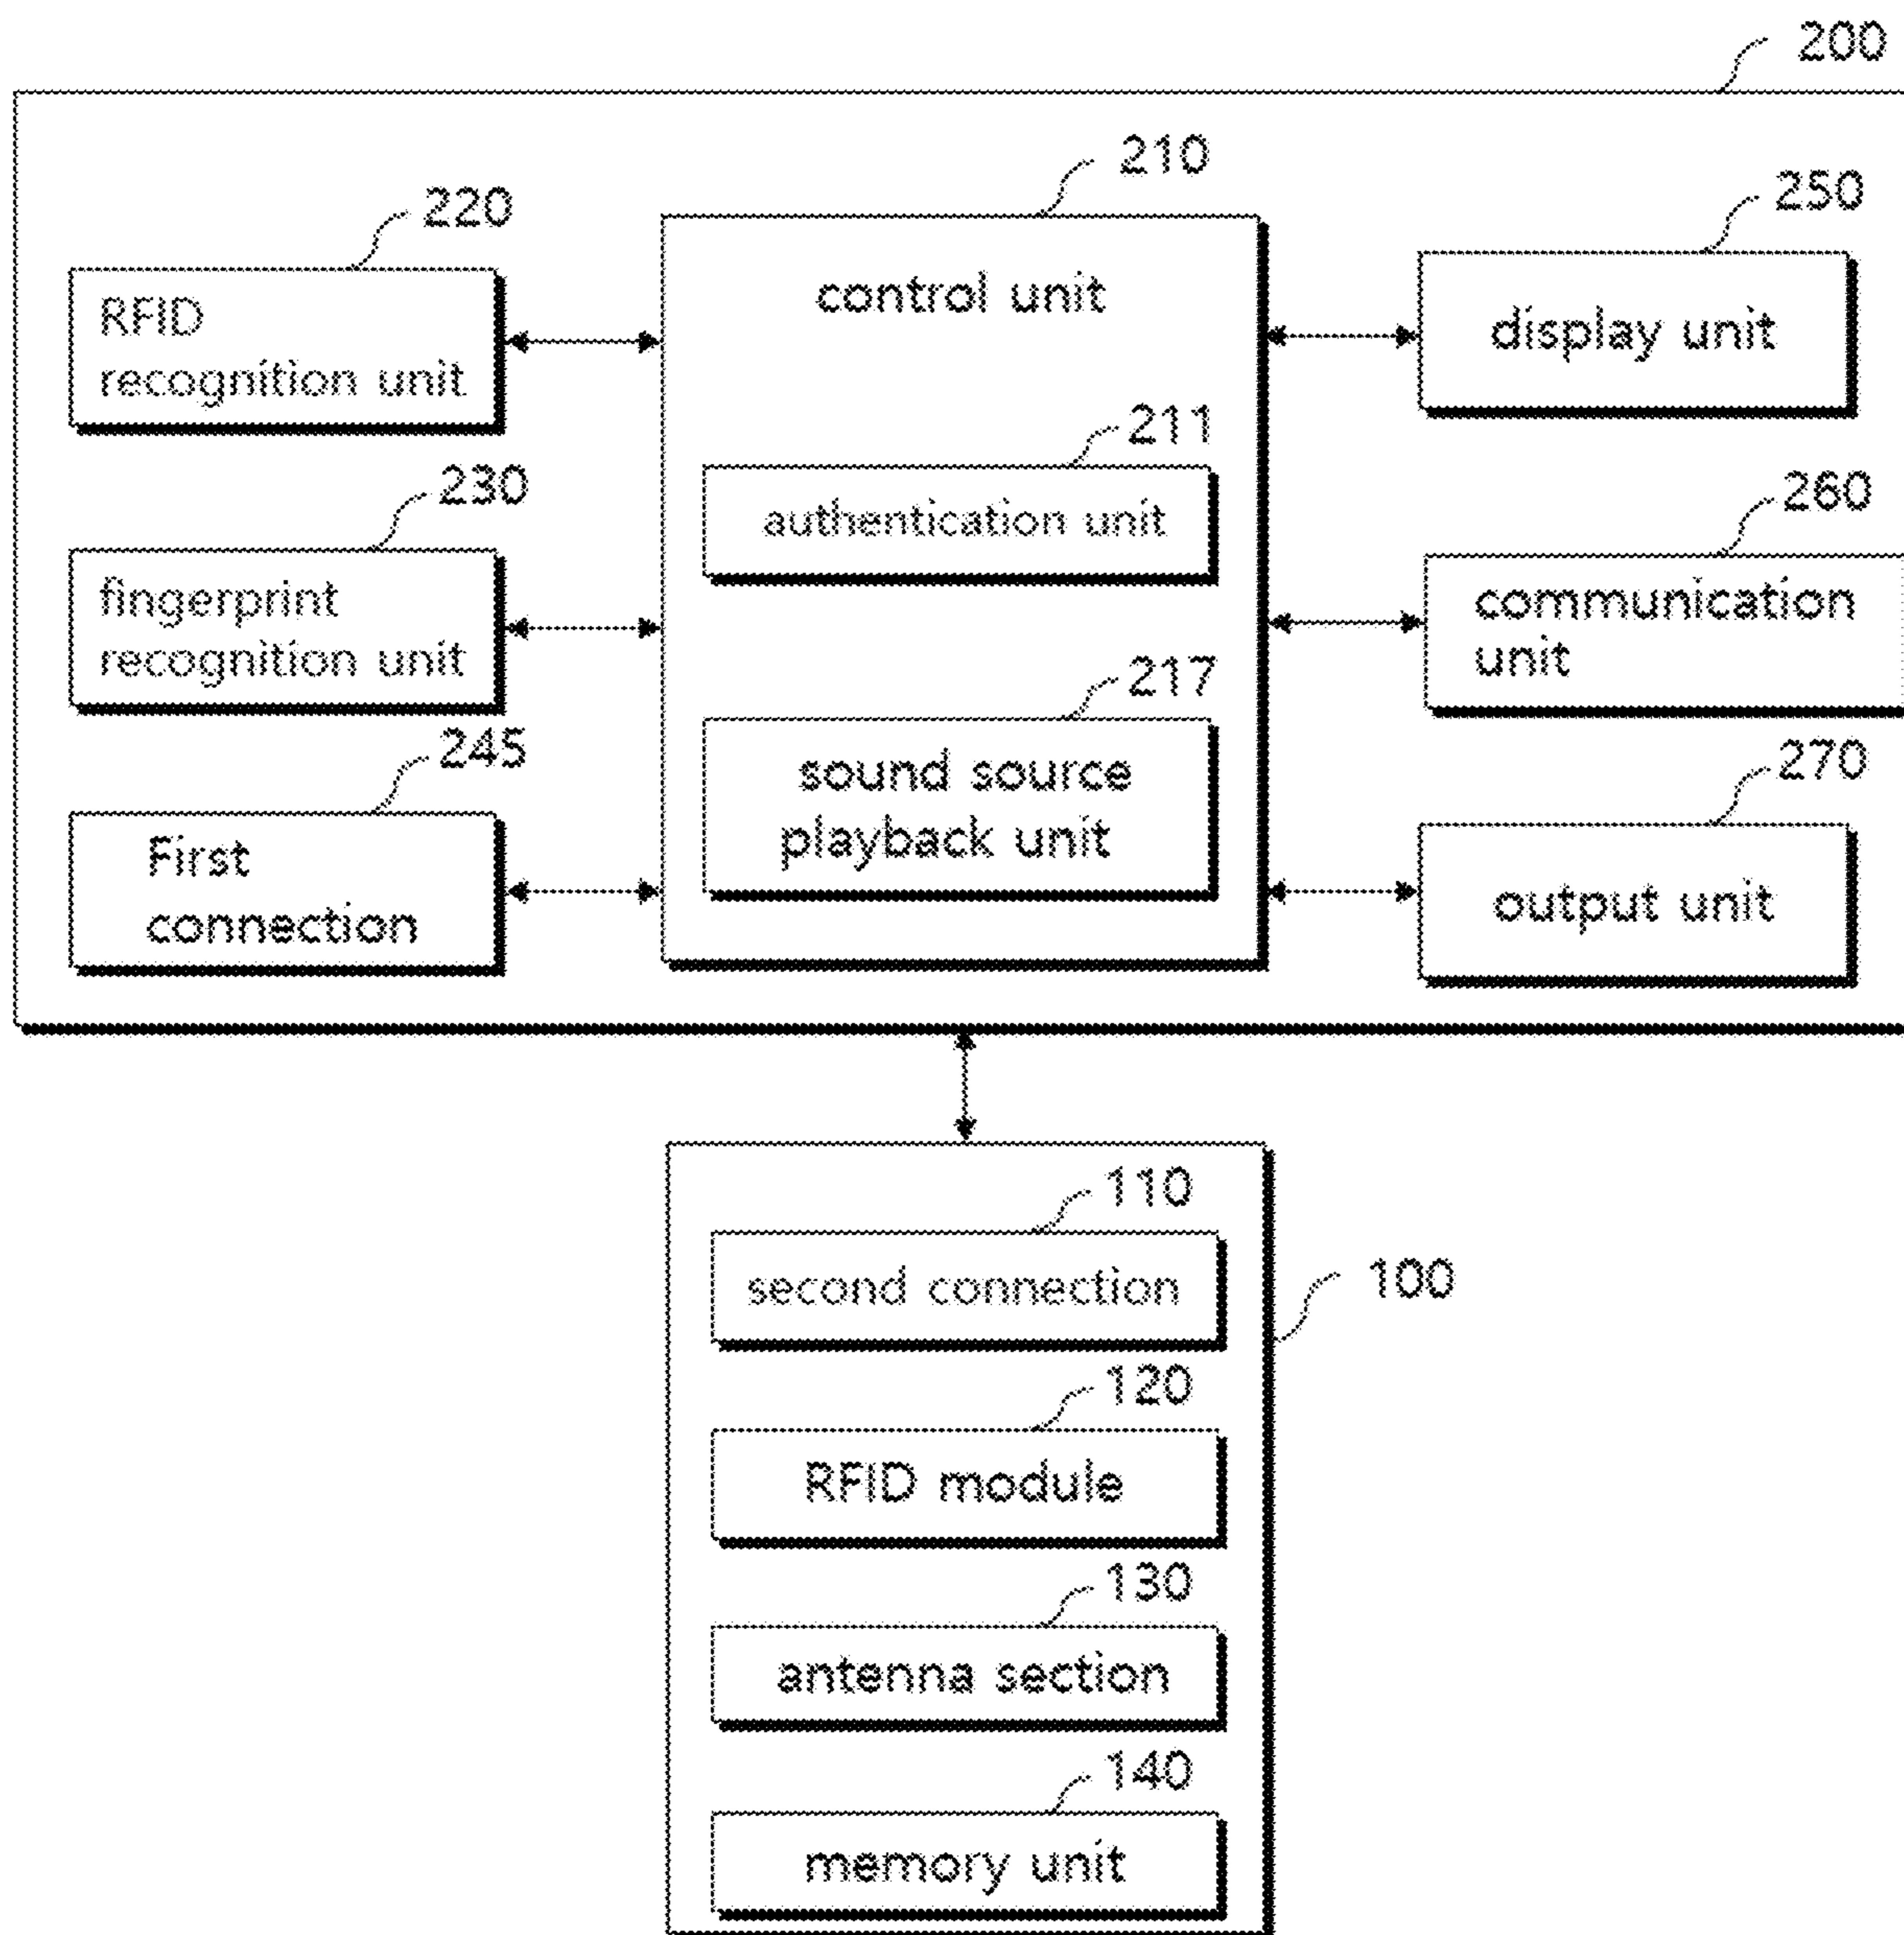 200
210
250
220
control unit
RFID
recognition unit
display unit
211
230
260
authentication unit
fingerprint
recognition unit
communication
unit
217
245
270
sound source
playback unit
First
connection
output unit
110
second connection
100
120
RFID module
130
antenna section
140
memory unit